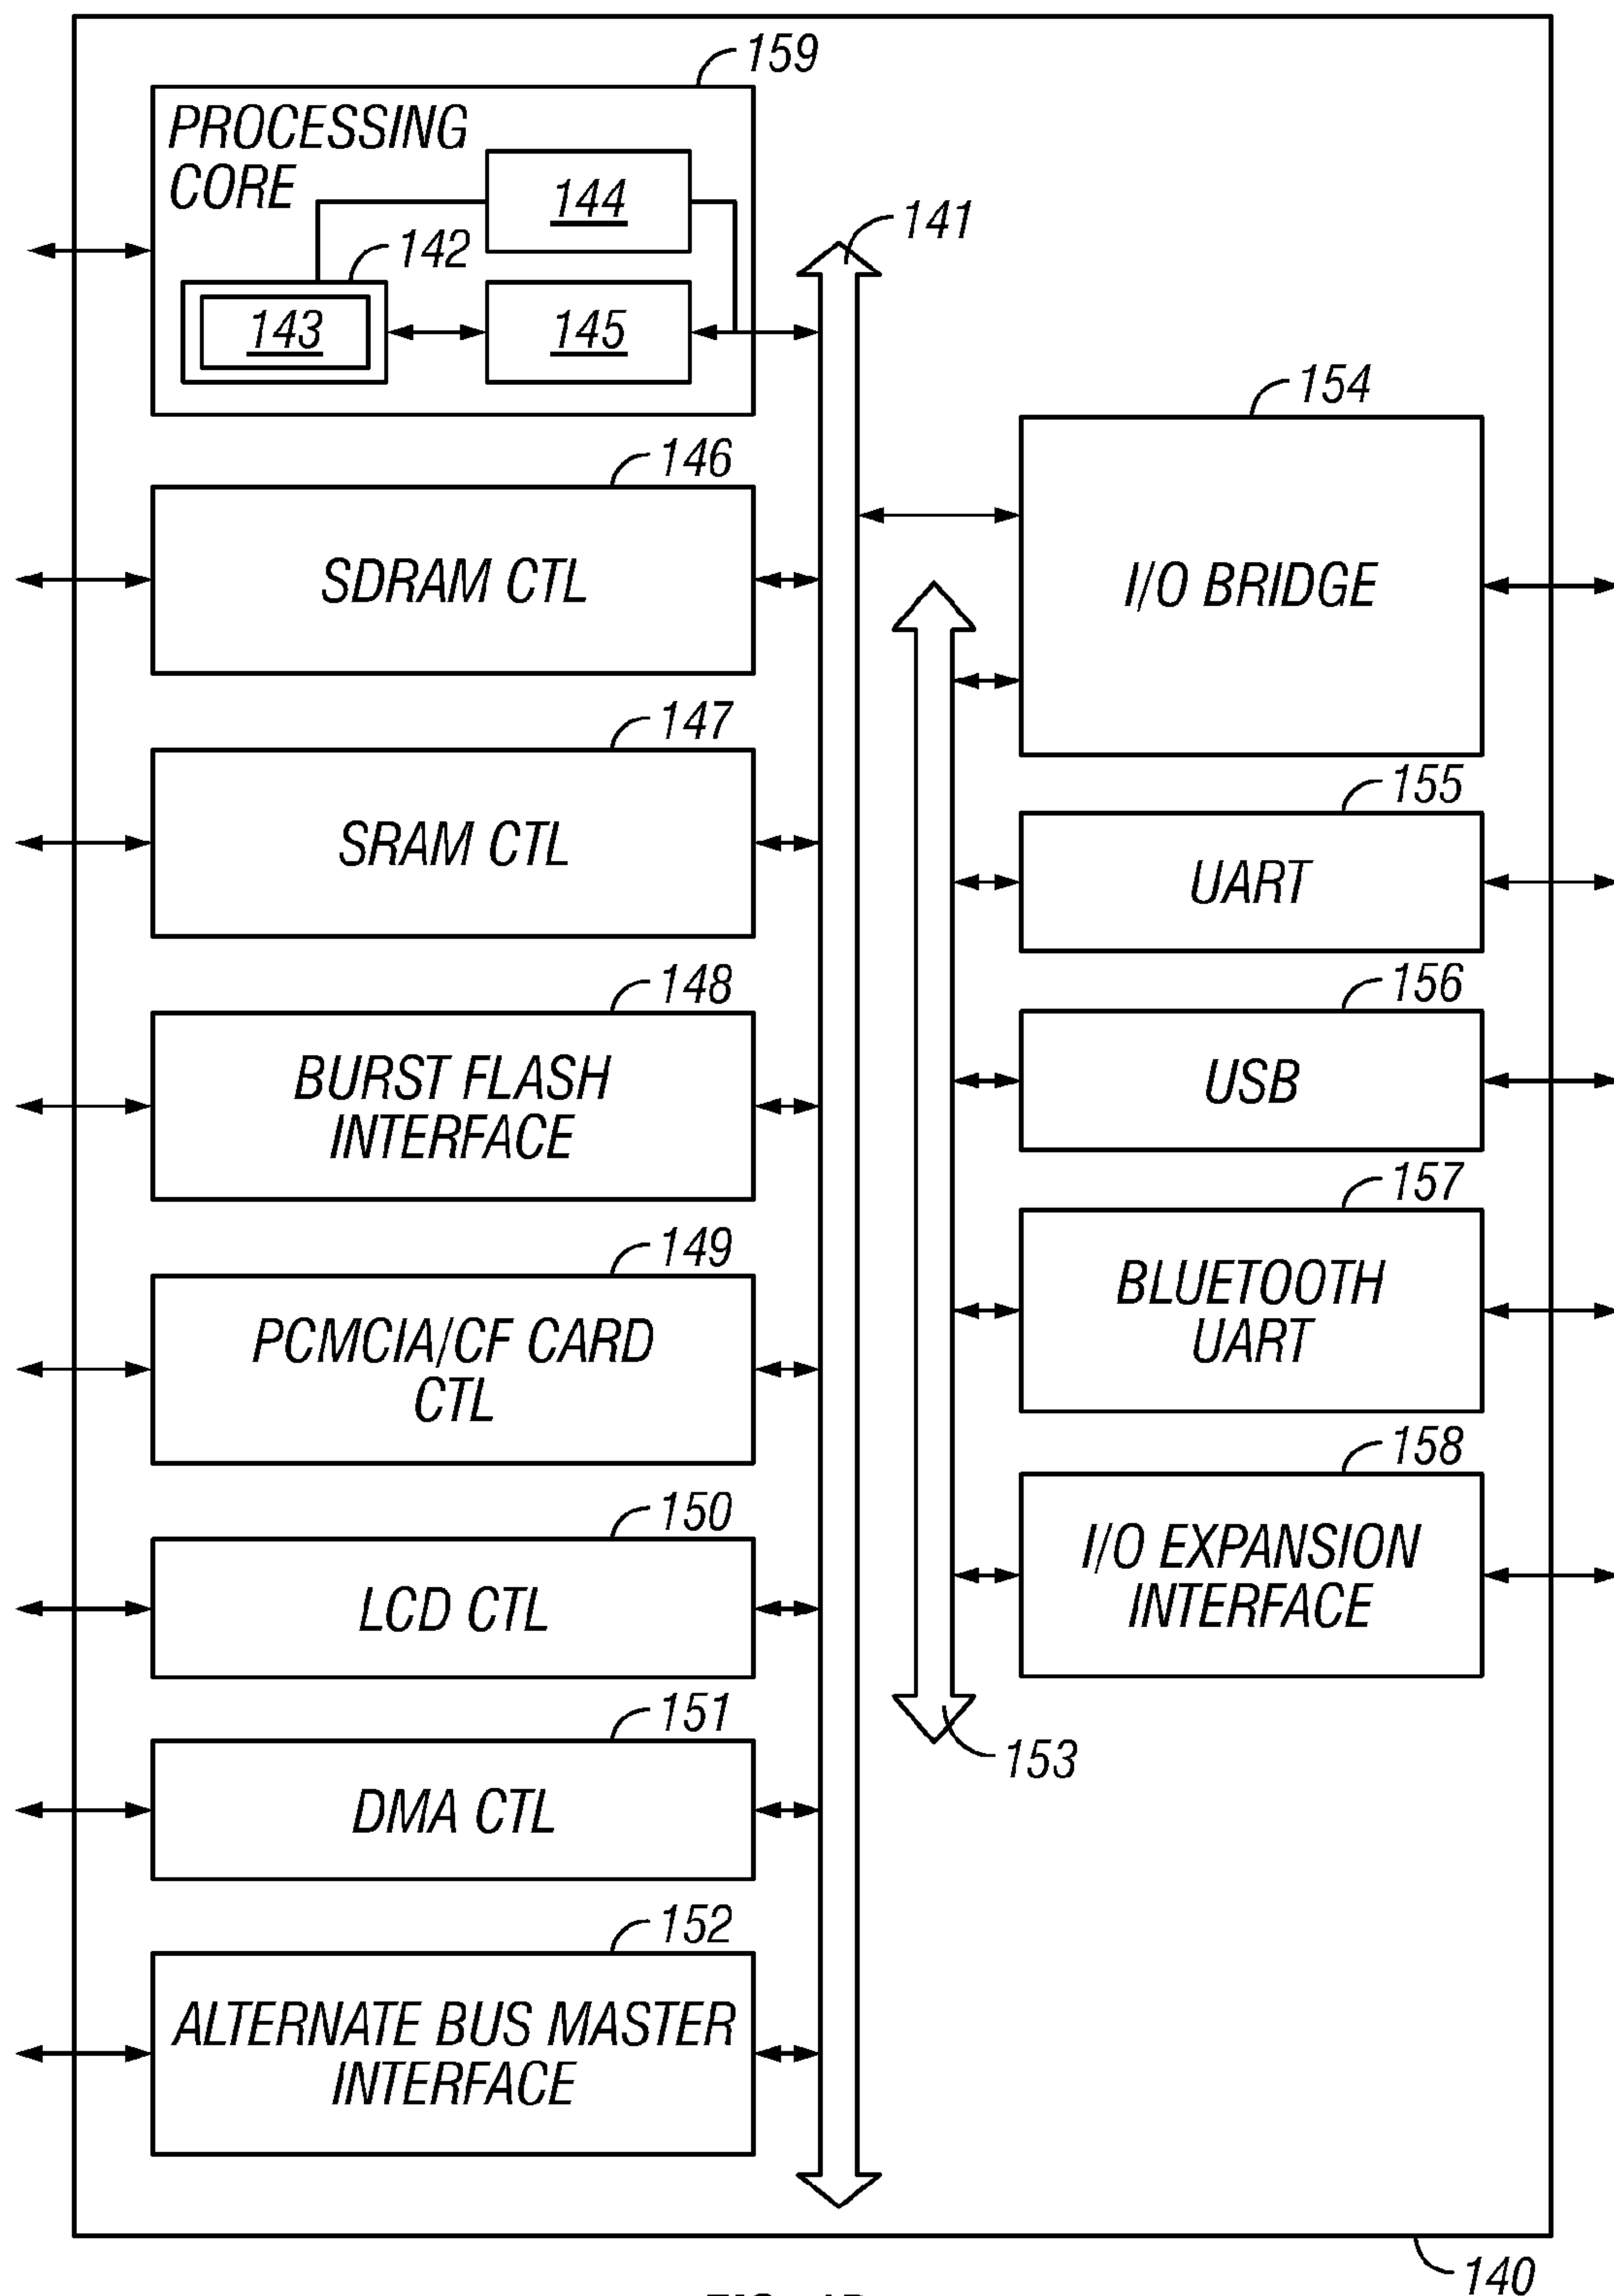 159
PROCESSING
CORE
144
142
143
145
141
154
I/O BRIDGE
146
SDRAM CTL
147
SRAM CTL
155
UART
148
BURST FLASH
INTERFACE
156
USB
157
BLUETOOTH
UART
149
PCMCIA/CF CARD
CTL
158
I/O EXPANSION
INTERFACE
150
LCD CTL
151
DMA CTL
153
152
ALTERNATE BUS MASTER
INTERFACE
140